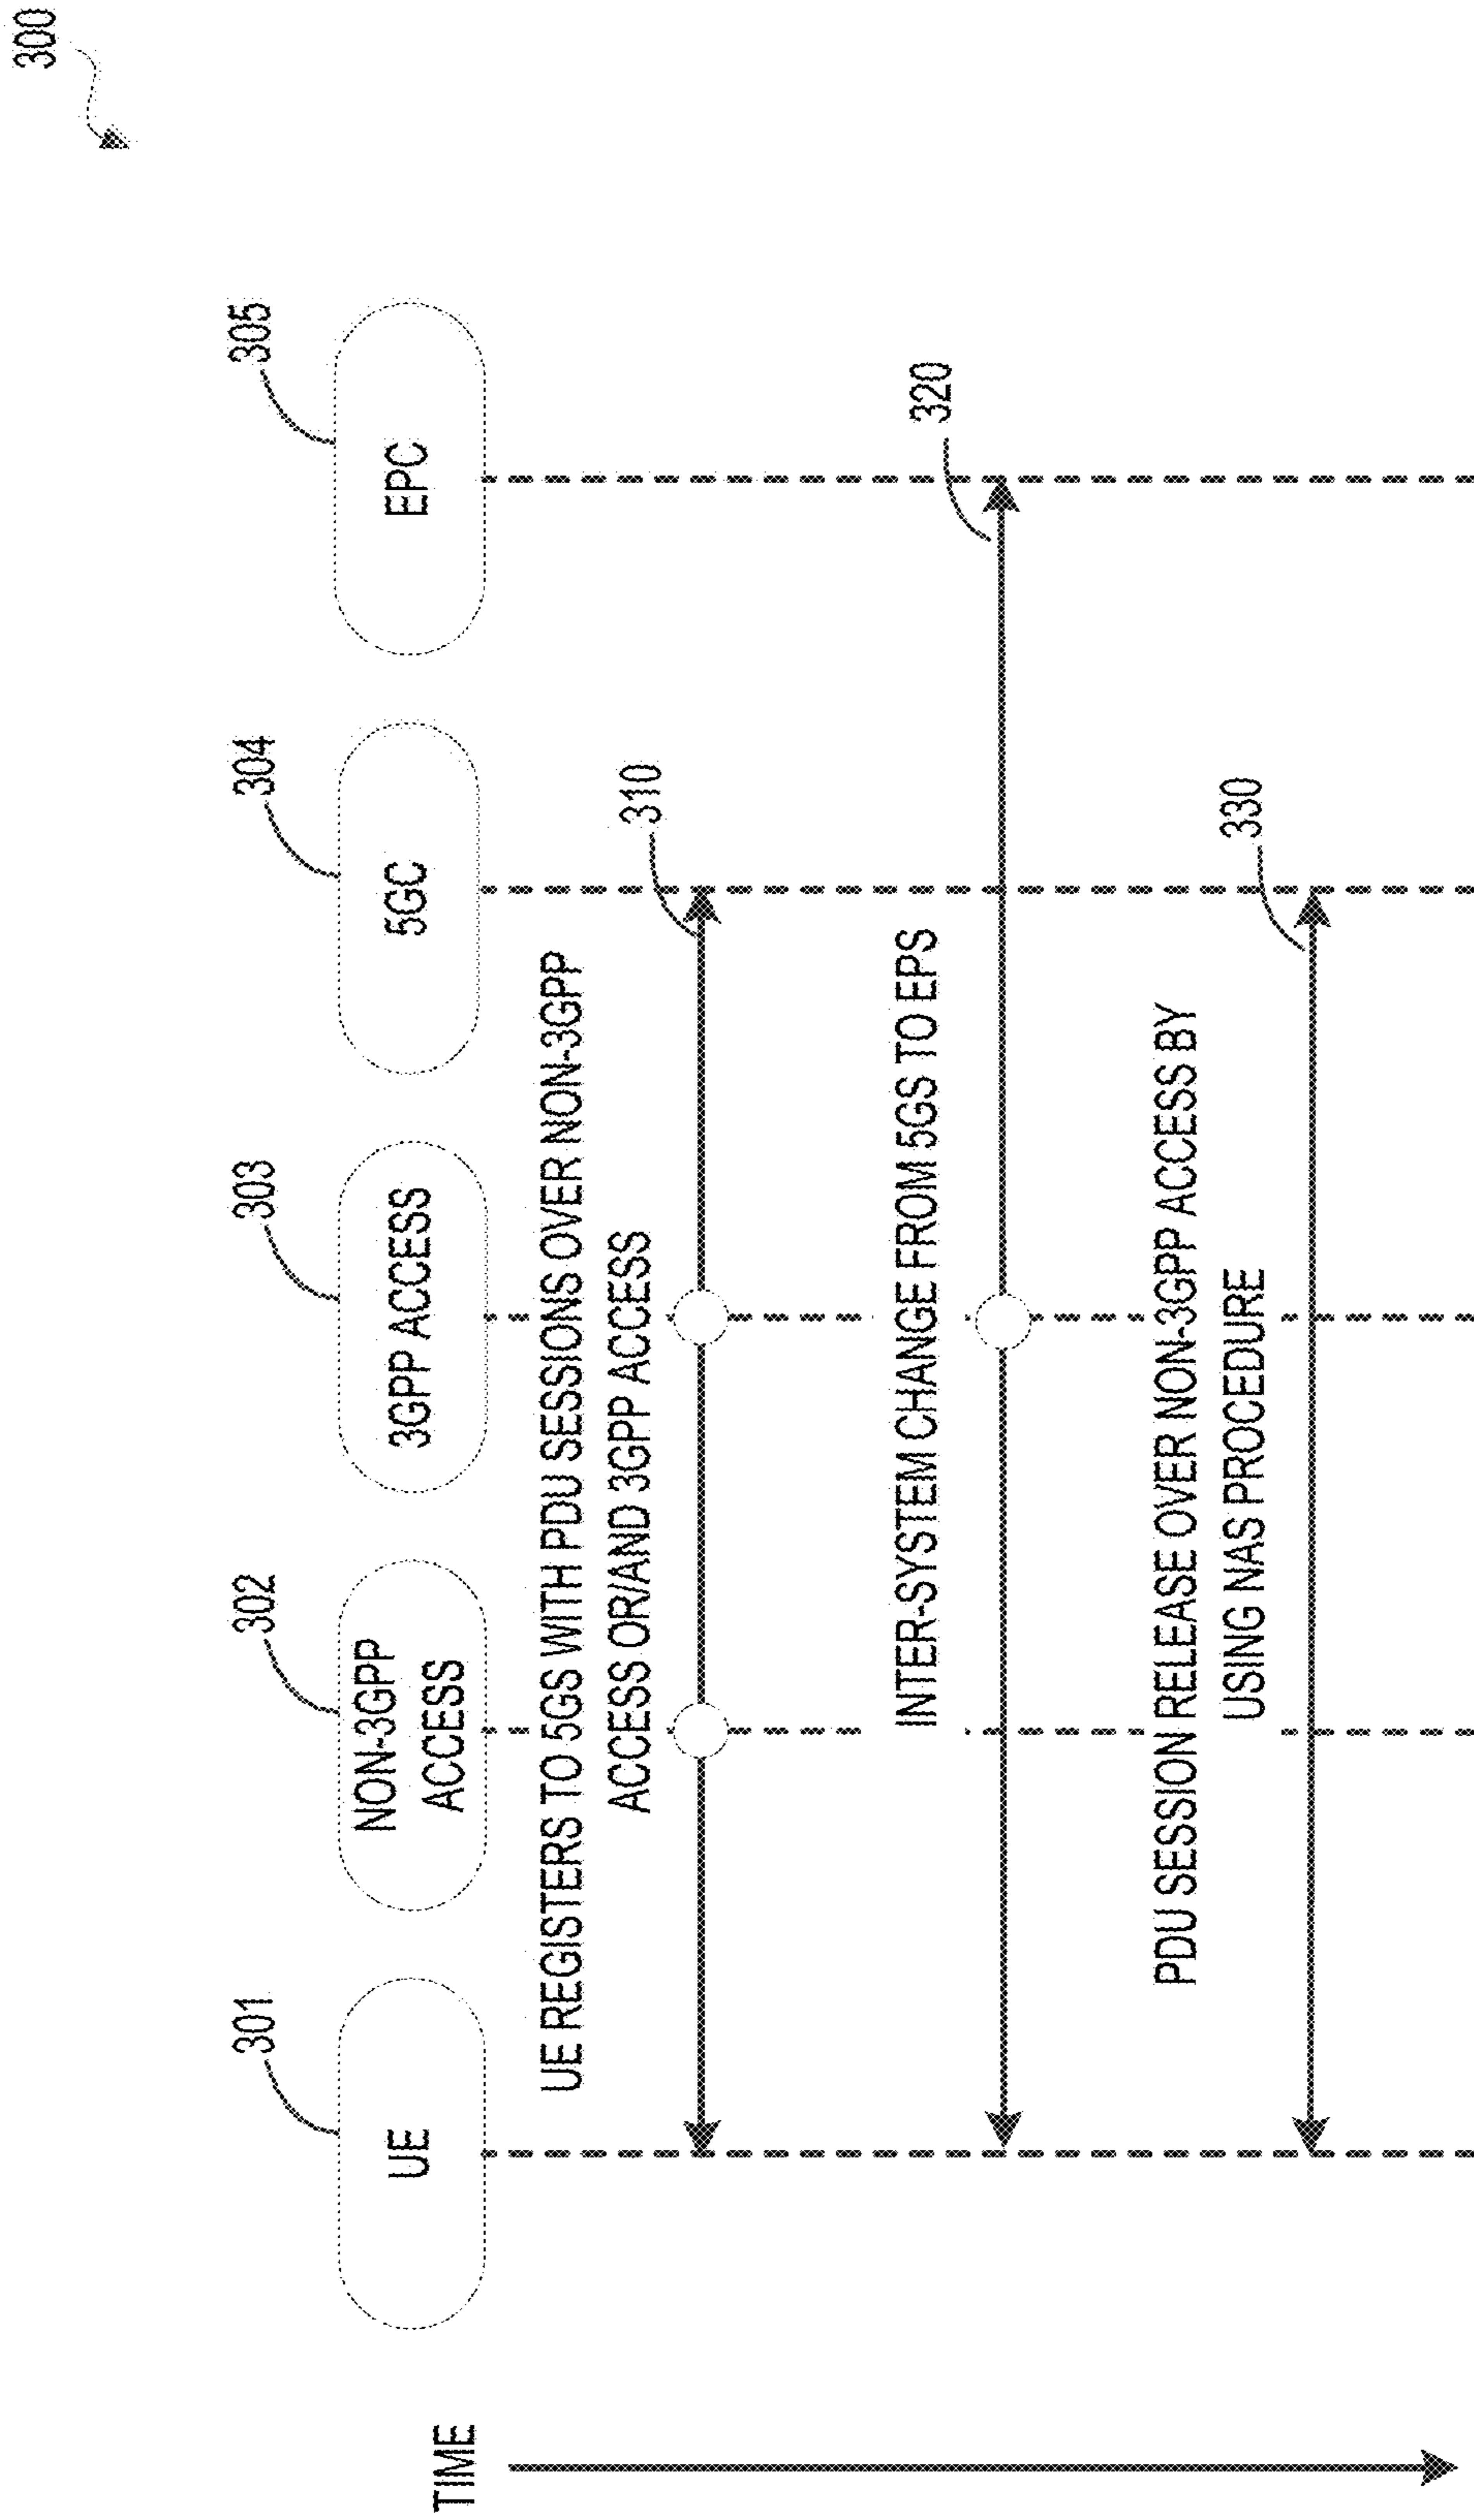 300
301
302
303
304
305
UE
NON-3GPP
ACCESS
3GPP ACCESS
5GC
EPC
TIME
UE REGISTERS TO 5GS WITH PDU SESSIONS OVER NON-3GPP
ACCESS OR/AND 3GPP ACCESS
310
INTER-SYSTEM CHANGE FROM 5GS TO EPS
320
PDU SESSION RELEASE OVER NON-3GPP ACCESS BY
USING NAS PROCEDURE
330